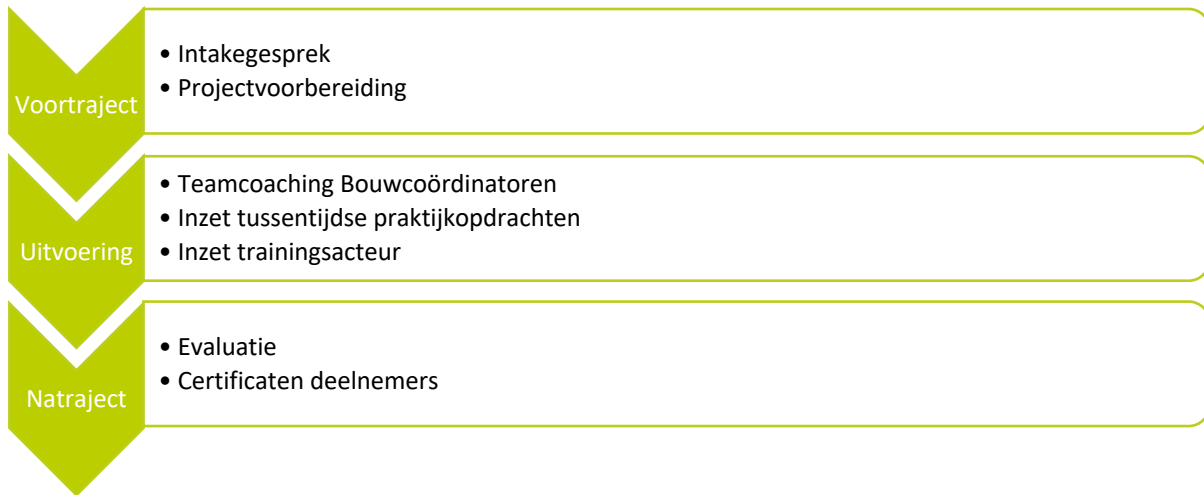 Voortraject
• Intakegesprek
• Projectvoorbereiding
Uitvoering
• Teamcoaching Bouwcoördinatoren
• Inzet tussentijdse praktijkopdrachten
• Inzet trainingsacteur
Natraject
• Evaluatie
• Certificaten deelnemers